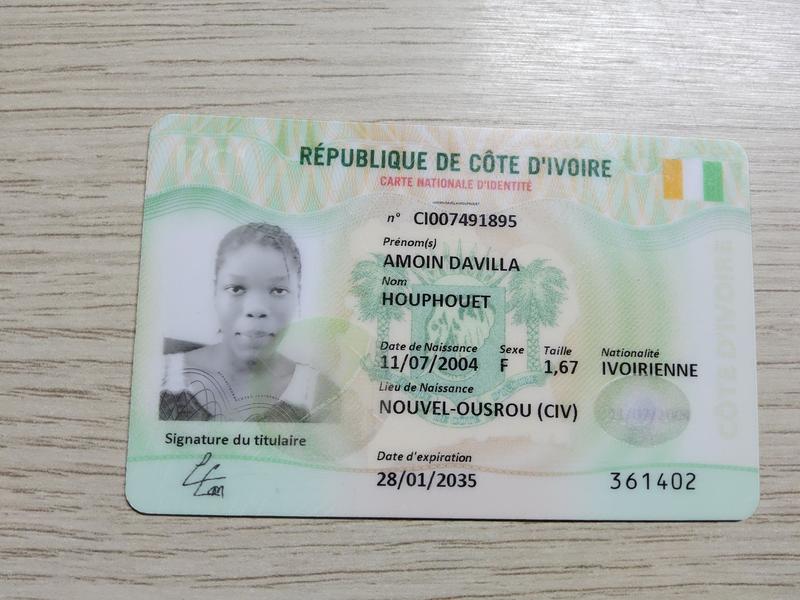 RÉPUBLIQUE DE CÔTE D'IVOIRE
CARTE NATIONALE D'IDENTITÉ
n° CI007491895
Prénom(s)
AMOIN DAVILLA
Nom
HOUPHOUET
Date de Naissance Sexe Taille Nationalité
11/07/2004 F 1,67 IVOIRIENNE
Lieu de Naissance
NOUVEL-OUSROU (CIV)
Signature du titulaire
Date d'expiration
28/01/2035
361402
CÔTE D'IVOIRE